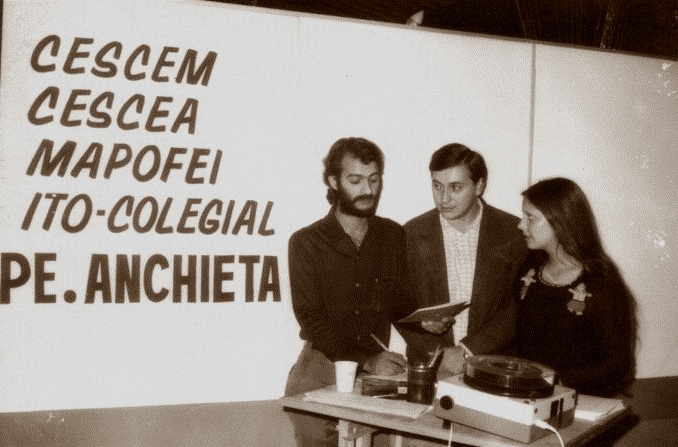 CESCEM
CESCEA
MAPOFEI
ITO-COLEGIAL
PE. ANCHIETA